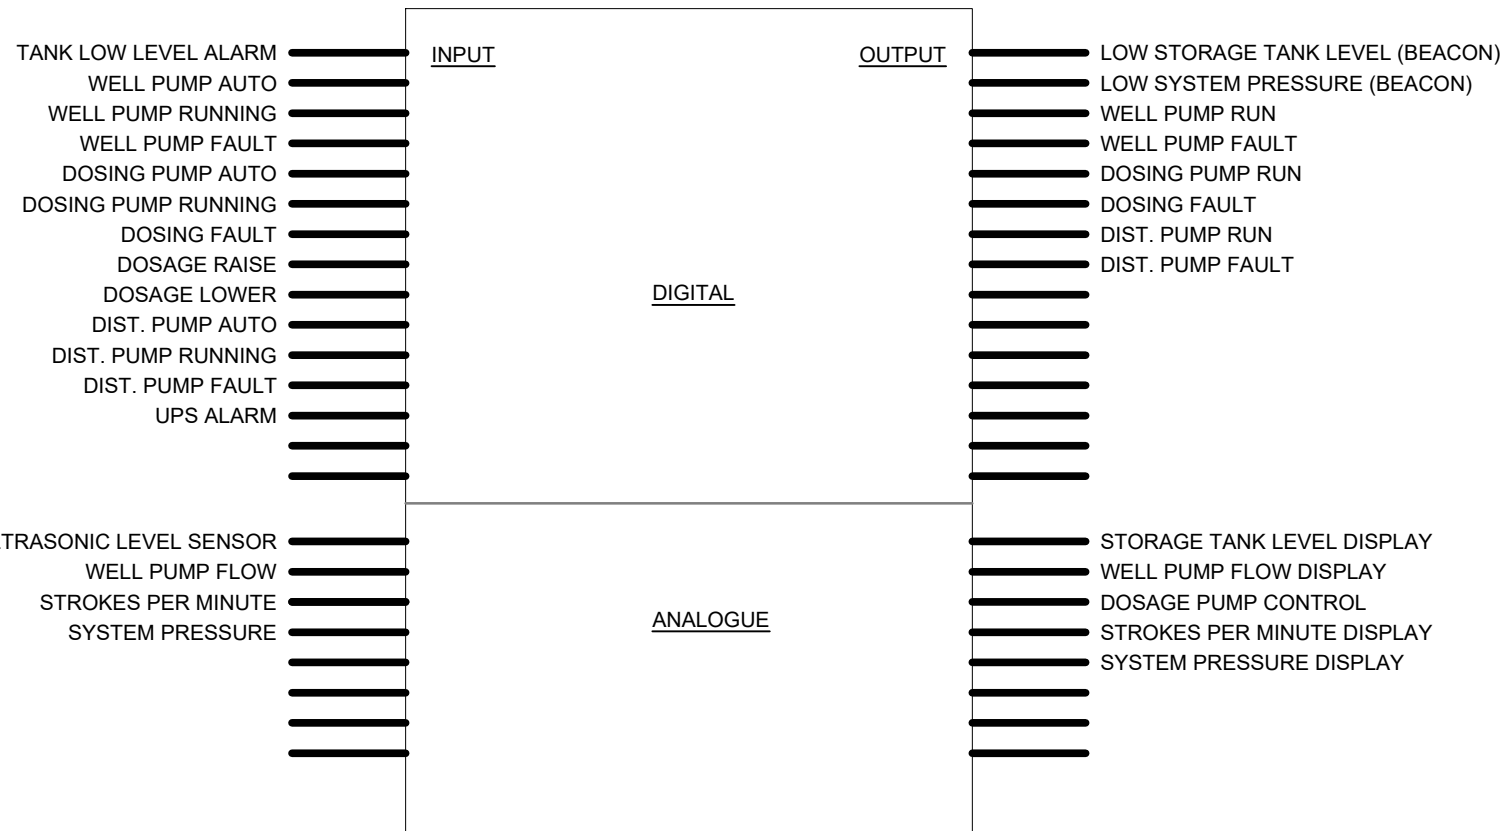 INPUT
OUTPUT
TANK LOW LEVEL ALARM
WELL PUMP AUTO
WELL PUMP RUNNING
WELL PUMP FAULT
DOSING PUMP AUTO
DOSING PUMP RUNNING
DOSING FAULT
DOSAGE RAISE
DOSAGE LOWER
DIST. PUMP AUTO
DIST. PUMP RUNNING
DIST. PUMP FAULT
UPS ALARM
DIGITAL
LOW STORAGE TANK LEVEL (BEACON)
LOW SYSTEM PRESSURE (BEACON)
WELL PUMP RUN
WELL PUMP FAULT
DOSING PUMP RUN
DOSING FAULT
DIST. PUMP RUN
DIST. PUMP FAULT
TRASONIC LEVEL SENSOR
WELL PUMP FLOW
STROKES PER MINUTE
SYSTEM PRESSURE
ANALOGUE
STORAGE TANK LEVEL DISPLAY
WELL PUMP FLOW DISPLAY
DOSAGE PUMP CONTROL
STROKES PER MINUTE DISPLAY
SYSTEM PRESSURE DISPLAY